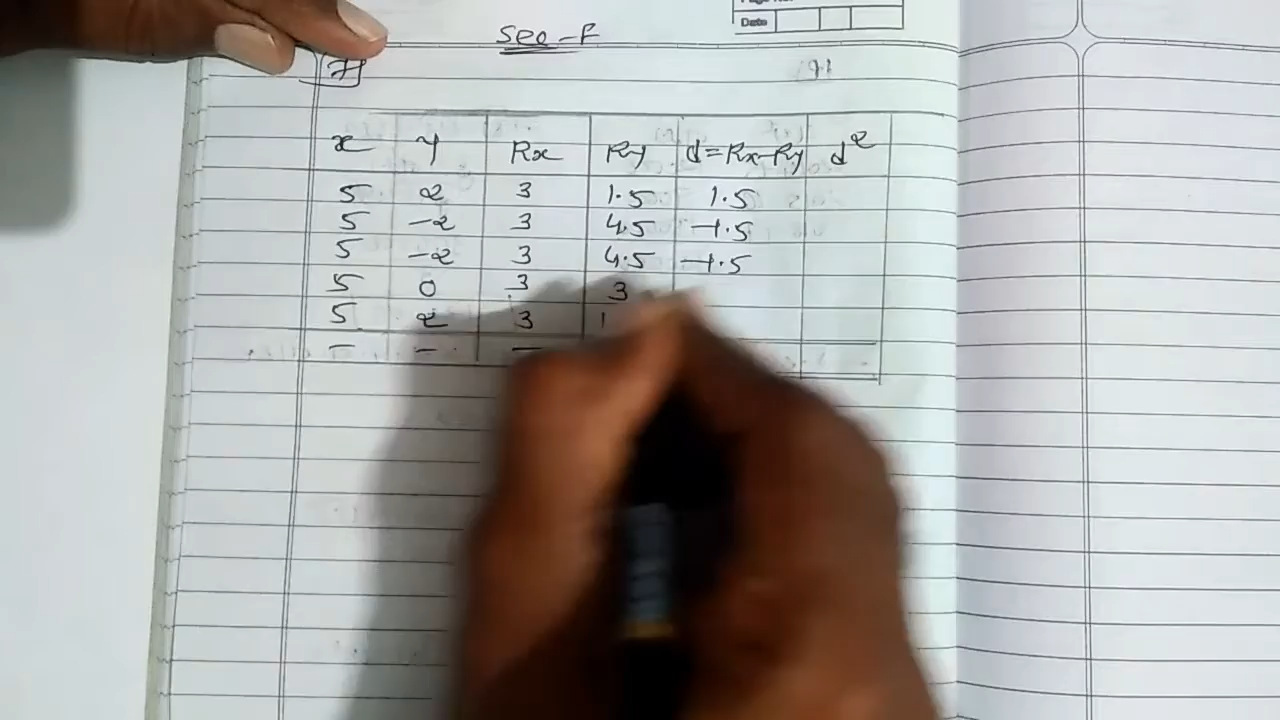 Date
Sec-F
7
x y Rx Ry d=Rx-Ry d²
5 2 3 1.5 1.5
5 -2 3 4.5 -1.5
5 -2 3 4.5 -1.5
5 0 3 3
5 2 3 1
- - -